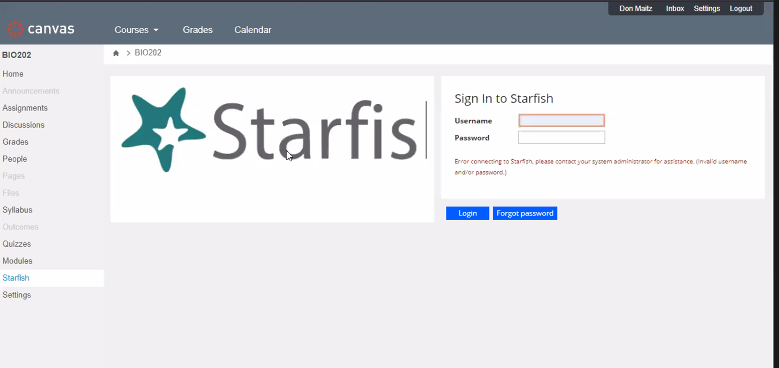 Don Maitz Inbox Settings Logout
canvas Courses Grades Calendar
BIO202
> BIO202
Home
Announcements
Assignments
Discussions
Grades
People
Pages
Files
Syllabus
Outcomes
Quizzes
Modules
Starfish
Settings
Starfis
Sign In to Starfish
Username
Password
Error connecting to Starfish, please contact your system administrator for assistance. (Invalid username
and/or password.)
Login Forgot password